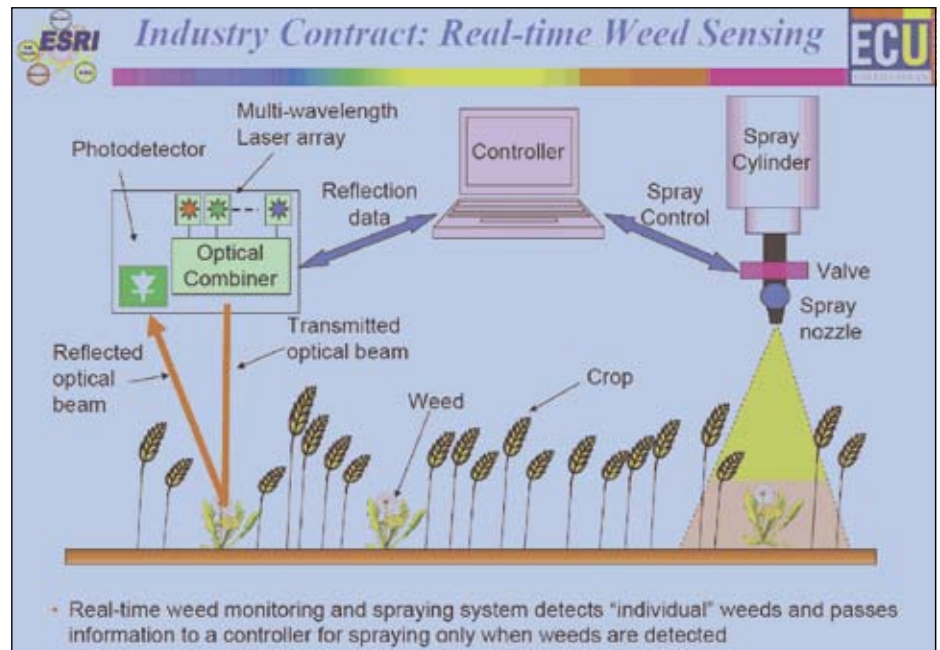 ESRI
Industry Contract: Real-time Weed Sensing
ECU
Multi-wavelength
Laser array
Photodetector
Controller
Spray
Cylinder
Reflection
data
Spray
Control
Optical
Combiner
Valve
Spray
nozzle
Transmitted
optical beam
Reflected
optical
beam
Weed
Crop
• Real-time weed monitoring and spraying system detects “individual” weeds and passes
information to a controller for spraying only when weeds are detected